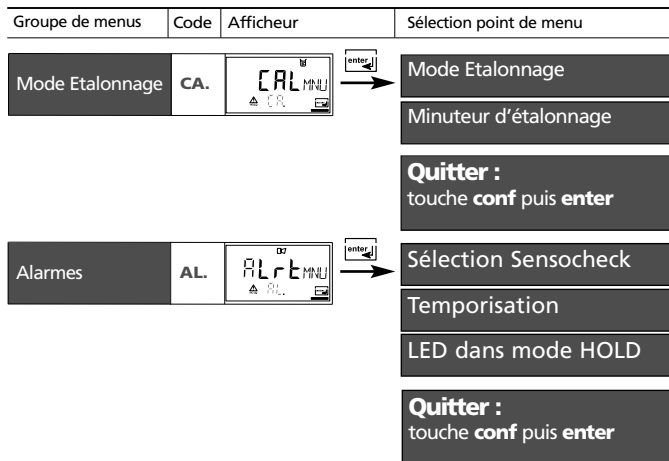 Groupe de menus Code Afficheur Sélection point de menu
Mode Etalonnage CA. CAL MNU enter Mode Etalonnage
CA.
Minuteur d'étalonnage
Quitter :
touche conf puis enter
Alarmes AL. ALrt MNU enter Sélection Sensocheck
AL.
Temporisation
LED dans mode HOLD
Quitter :
touche conf puis enter